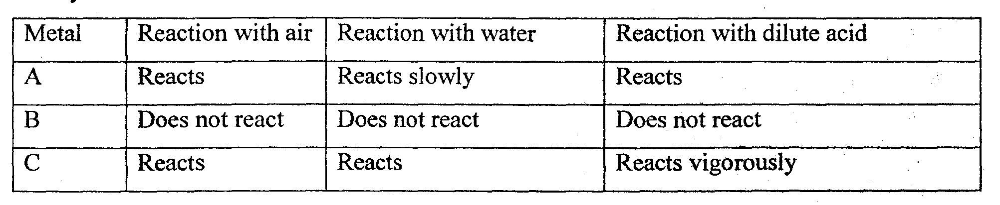 Metal Reaction with air Reaction with water Reaction with dilute acid
A Reacts Reacts slowly Reacts
B Does not react Does not react Does not react
C Reacts Reacts Reacts vigorously